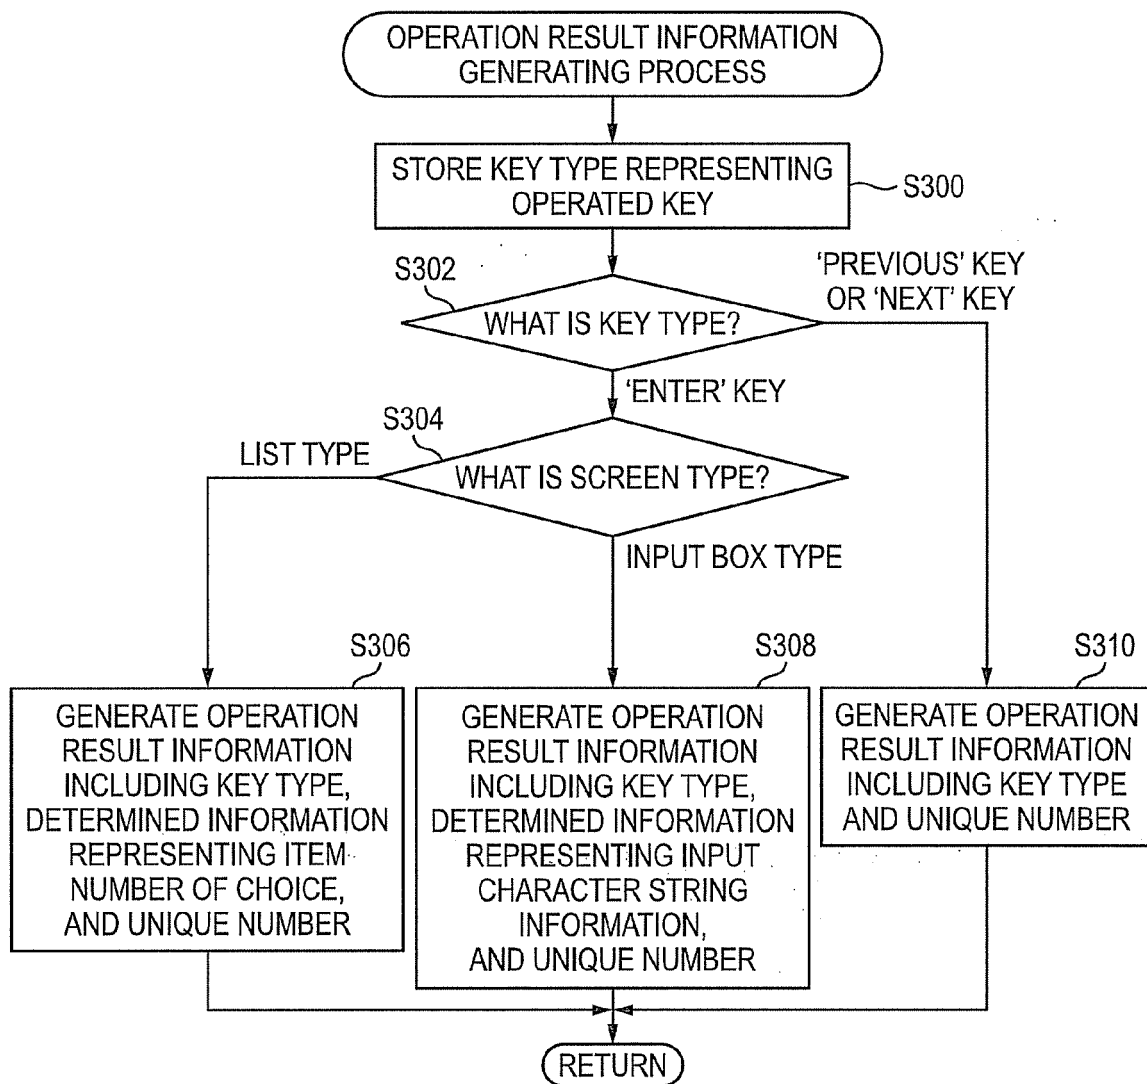 OPERATION RESULT INFORMATION
GENERATING PROCESS
STORE KEY TYPE REPRESENTING
OPERATED KEY
S300
S302
WHAT IS KEY TYPE?
‘PREVIOUS’ KEY
OR ‘NEXT’ KEY
‘ENTER’ KEY
S304
LIST TYPE
WHAT IS SCREEN TYPE?
INPUT BOX TYPE
S306
GENERATE OPERATION
RESULT INFORMATION
INCLUDING KEY TYPE,
DETERMINED INFORMATION
REPRESENTING ITEM
NUMBER OF CHOICE,
AND UNIQUE NUMBER
S308
GENERATE OPERATION
RESULT INFORMATION
INCLUDING KEY TYPE,
DETERMINED INFORMATION
REPRESENTING INPUT
CHARACTER STRING
INFORMATION,
AND UNIQUE NUMBER
S310
GENERATE OPERATION
RESULT INFORMATION
INCLUDING KEY TYPE
AND UNIQUE NUMBER
RETURN